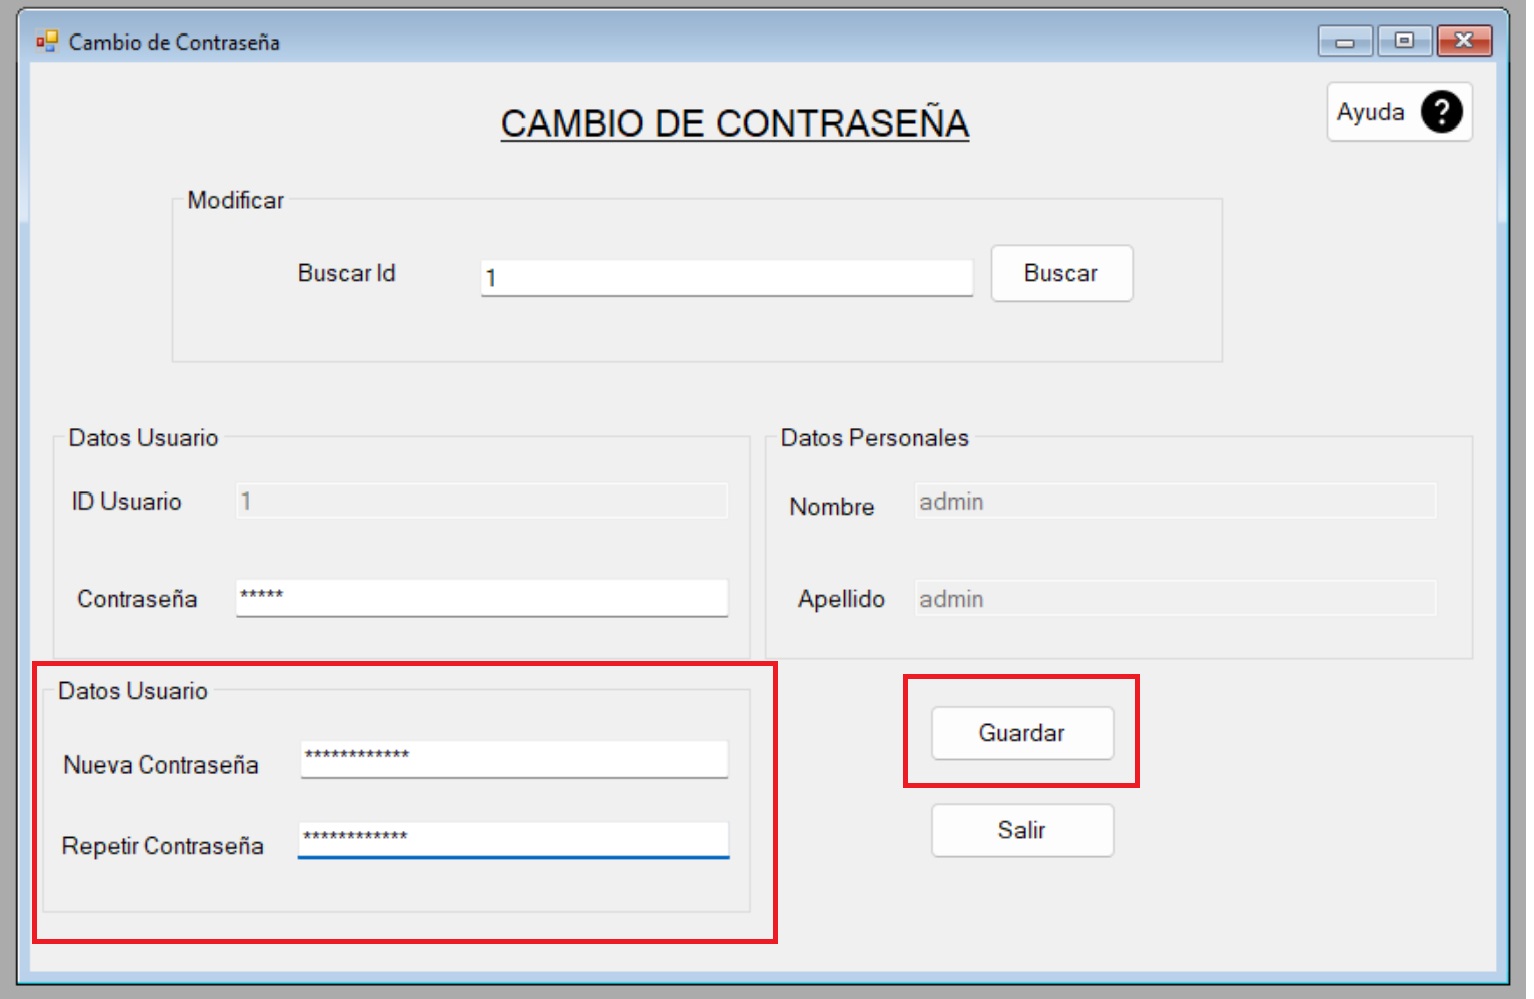 Cambio de Contraseña
CAMBIO DE CONTRASEÑA
Ayuda ?
Modificar
Buscar Id 1 Buscar
Datos Usuario
ID Usuario 1
Contraseña *****
Datos Personales
Nombre admin
Apellido admin
Datos Usuario
Nueva Contraseña ************
Repetir Contraseña ************
Guardar
Salir